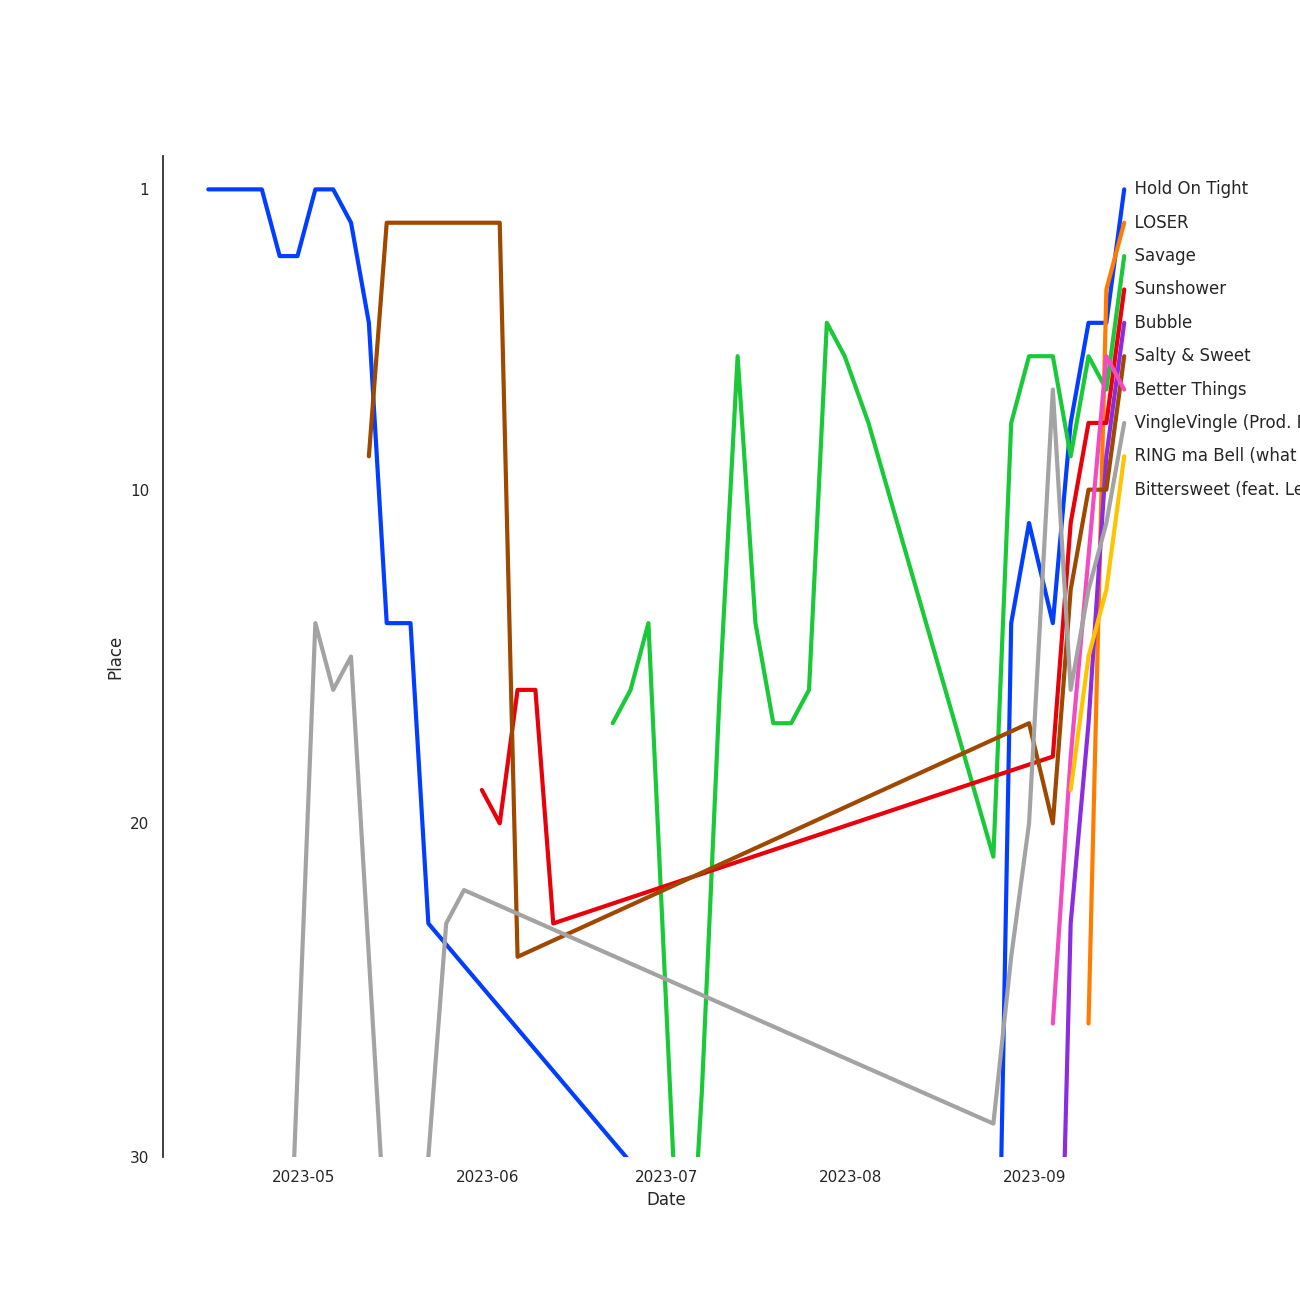 1
10
20
30
Place
2023-05
2023-06
2023-07
2023-08
2023-09
Date
Hold On Tight
LOSER
Savage
Sunshower
Bubble
Salty & Sweet
Better Things
VingleVingle (Prod.
RING ma Bell (what
Bittersweet (feat.